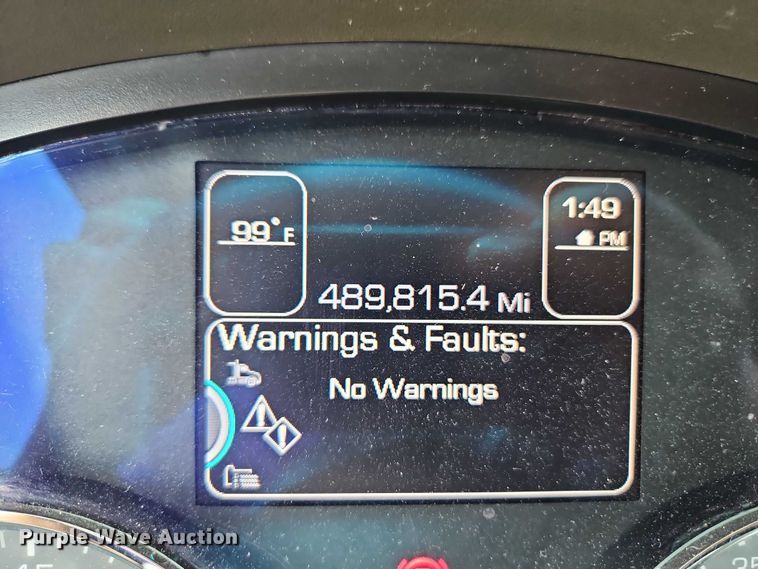 99° F
1:49
PM
489,815.4 Mi
Warnings & Faults:
No Warnings
Purple Wave Auction